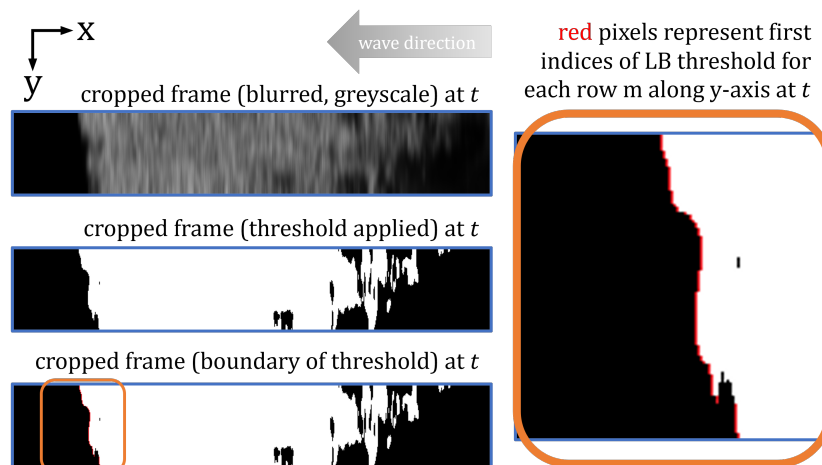 x
y
wave direction
cropped frame (blurred, greyscale) at t
cropped frame (threshold applied) at t
cropped frame (boundary of threshold) at t
red pixels represent first
indices of LB threshold for
each row m along y-axis at t